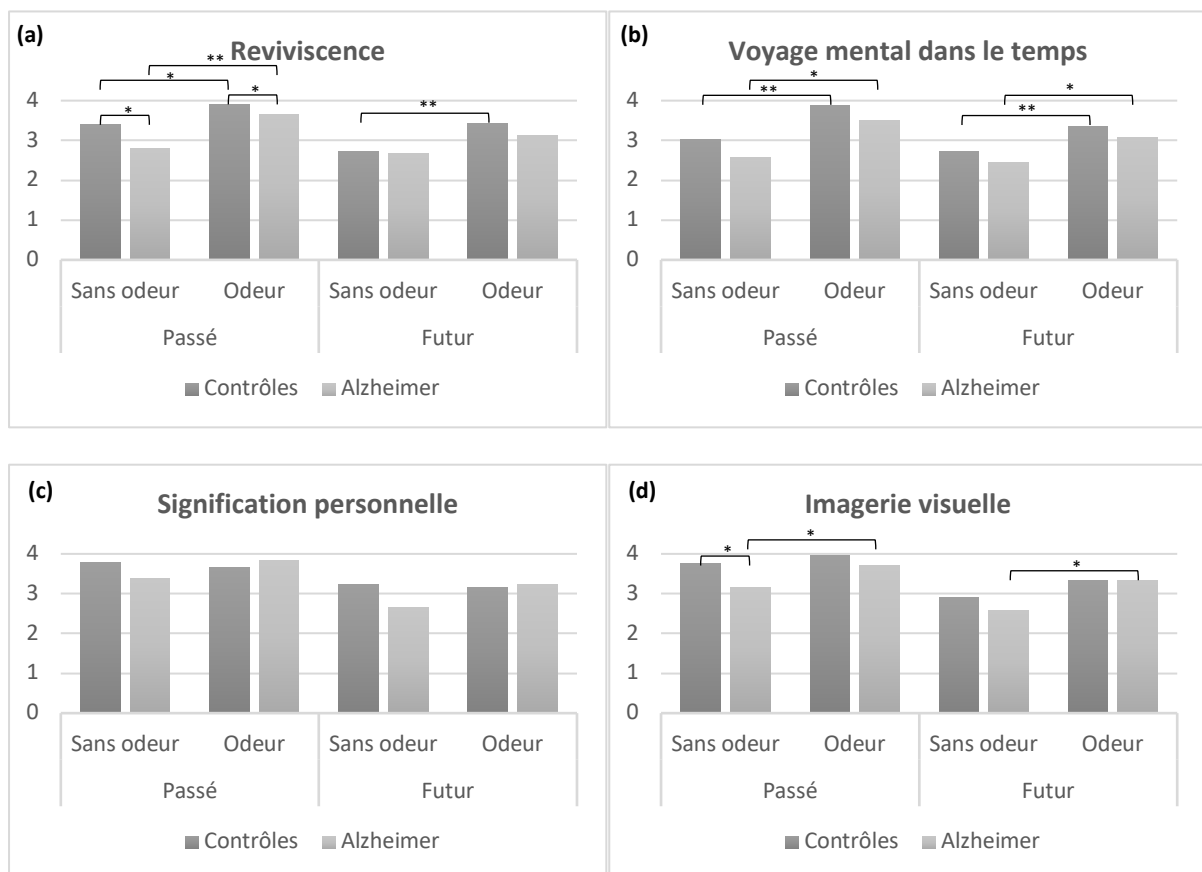 (a)
Reviviscence
**
*
**
*
*
4
3
2
1
0
Sans odeur Odeur Sans odeur Odeur
Passé Futur
Contrôles Alzheimer
(b)
Voyage mental dans le temps
*
**
*
**
4
3
2
1
0
Sans odeur Odeur Sans odeur Odeur
Passé Futur
Contrôles Alzheimer
(c)
Signification personnelle
4
3
2
1
0
Sans odeur Odeur Sans odeur Odeur
Passé Futur
Contrôles Alzheimer
(d)
Imagerie visuelle
*
*
*
4
3
2
1
0
Sans odeur Odeur Sans odeur Odeur
Passé Futur
Contrôles Alzheimer